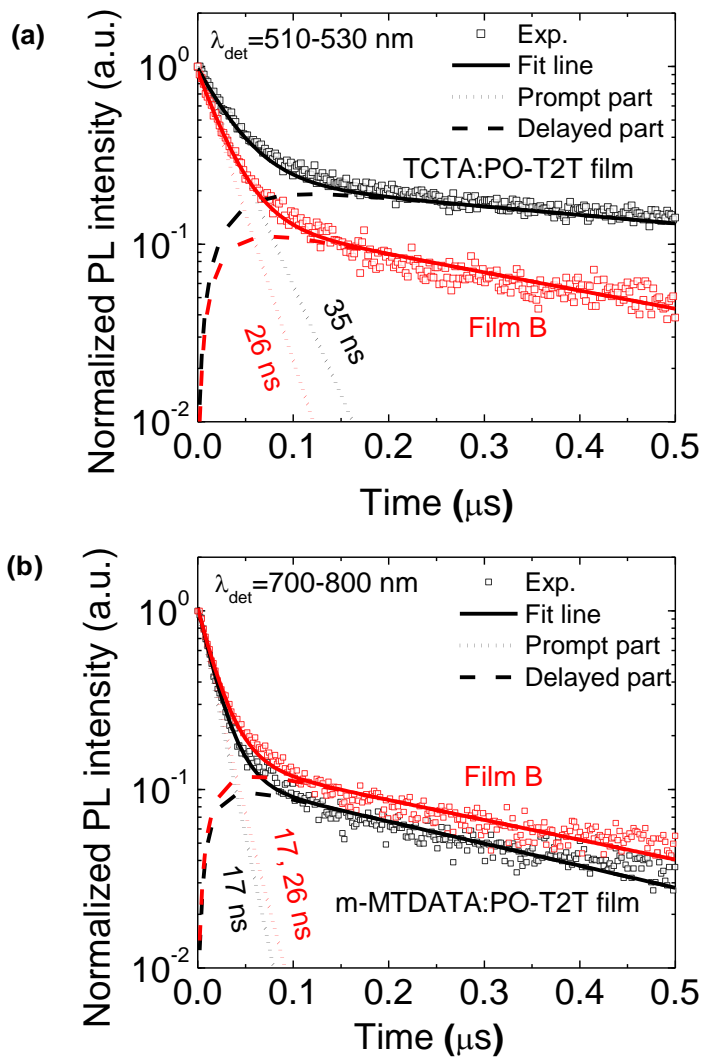 (a)
λdet=510-530 nm
Exp.
Fit line
Prompt part
Delayed part
TCTA:PO-T2T film
Film B
35 ns
26 ns
Normalized PL intensity (a.u.)
10^0
10^-1
10^-2
0.0 0.1 0.2 0.3 0.4 0.5
Time (μs)
(b)
λdet=700-800 nm
Exp.
Fit line
Prompt part
Delayed part
Film B
17 ns
17, 26 ns
m-MTDATA:PO-T2T film
Normalized PL intensity (a.u.)
10^0
10^-1
10^-2
0.0 0.1 0.2 0.3 0.4 0.5
Time (μs)